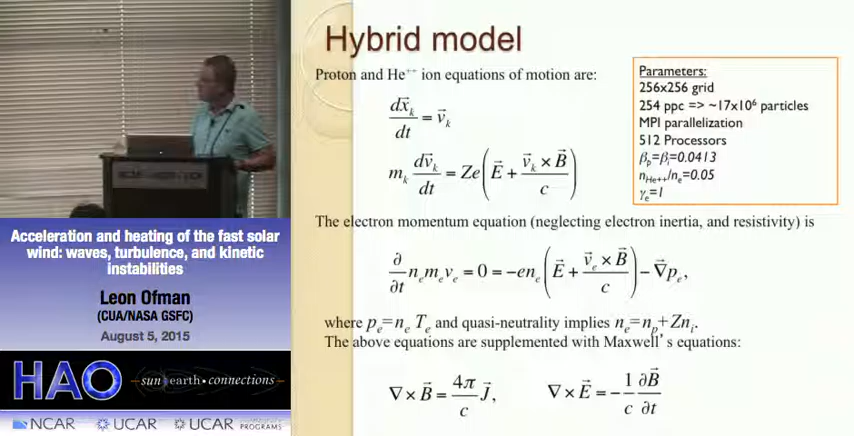 Hybrid model
Proton and He⁺⁺ ion equations of motion are:
dx⃗ₖ/dt = v⃗ₖ
mₖ dv⃗ₖ/dt = Ze(E⃗ + v⃗ₖ × B⃗/c)
Parameters:
256x256 grid
254 ppc => ~17x10⁶ particles
MPI parallelization
512 Processors
βₚ=βᵢ=0.0413
n_He++/nₑ=0.05
γₑ=1
The electron momentum equation (neglecting electron inertia, and resistivity) is
∂/∂t nₑmₑvₑ = 0 = −enₑ(E⃗ + v⃗ₑ × B⃗/c) − ∇⃗pₑ,
where pₑ=nₑ Tₑ and quasi-neutrality implies nₑ=nₚ+Znᵢ.
The above equations are supplemented with Maxwell's equations:
∇ × B⃗ = 4π/c J⃗, ∇ × E⃗ = − 1/c ∂B⃗/∂t
Acceleration and heating of the fast solar
wind: waves, turbulence, and kinetic
instabilities
Leon Ofman
(CUA/NASA GSFC)
August 5, 2015
HAO sun earth • connections
NCAR UCAR UCAR PROGRAMS